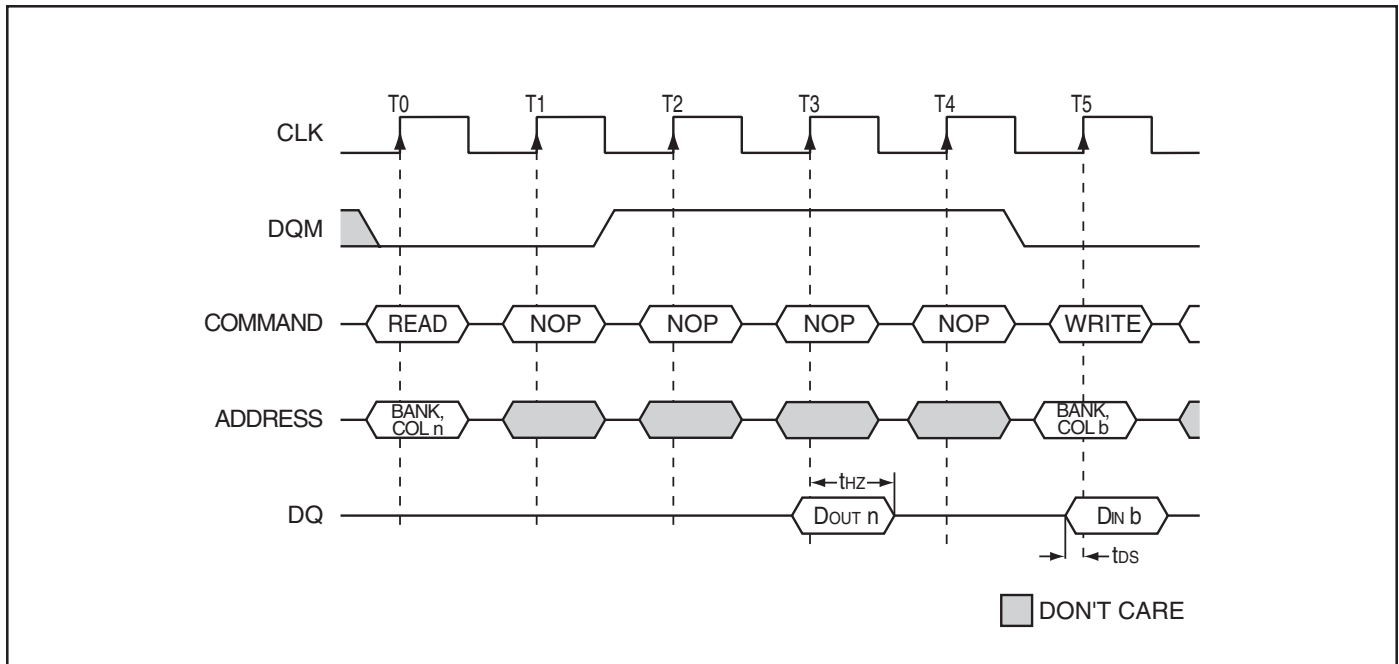 T0 T1 T2 T3 T4 T5
CLK
DQM
COMMAND READ NOP NOP NOP NOP WRITE
ADDRESS BANK, COL n BANK, COL b
tHZ
DQ DOUT n DIN b
tDS
DON'T CARE